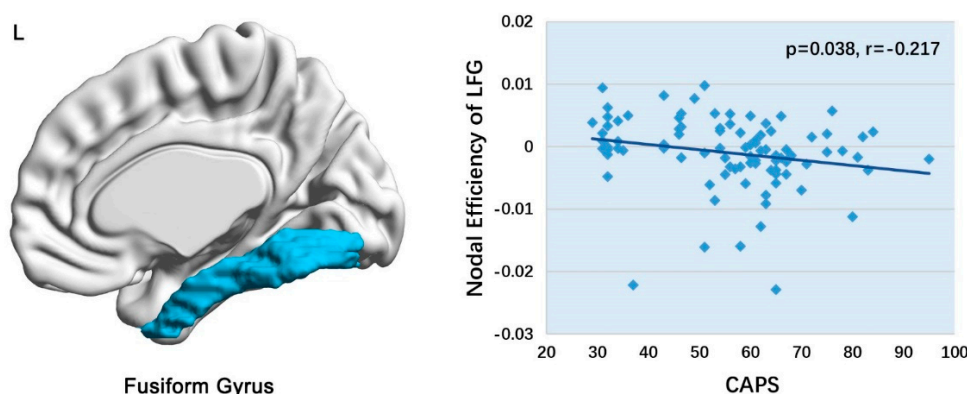 L
Fusiform Gyrus
p=0.038, r=-0.217
Nodal Efficiency of LFG
0.02
0.01
0
-0.01
-0.02
-0.03
20 30 40 50 60 70 80 90 100
CAPS